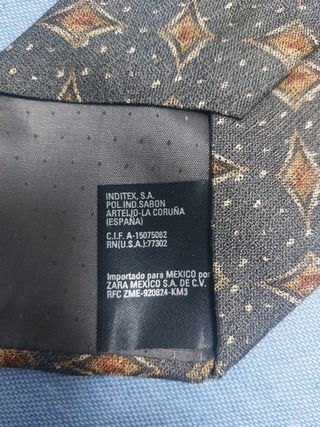 INDITEX, S.A.
POL.IND.SABON
ARTEIJO-LA CORUÑA
(ESPAÑA)
C.I.F. A-15075062
RN(U.S.A.):77302
Importado para MEXICO por
ZARA MEXICO S.A. DE C.V.
RFC ZME-920824-KM3